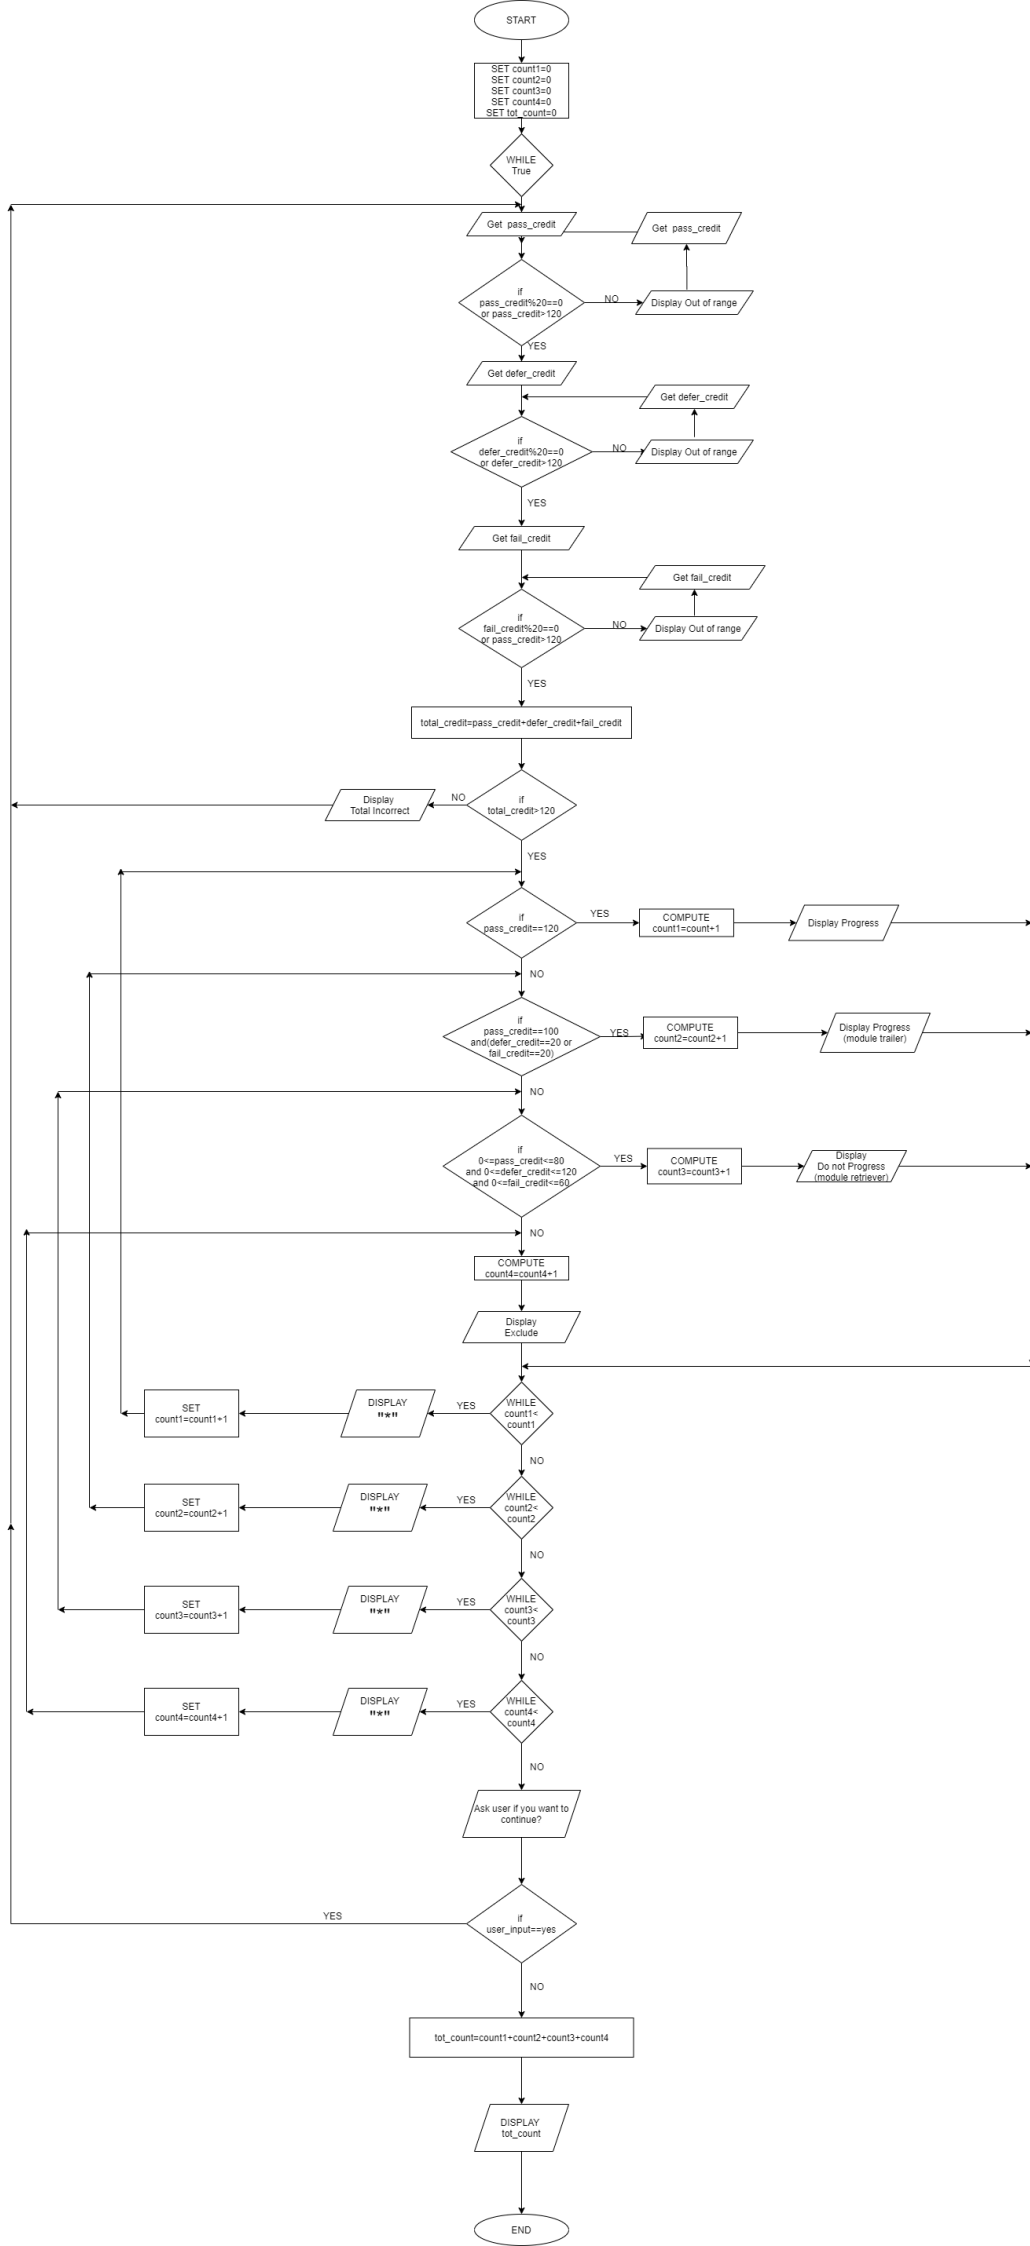 START
SET count1=0
SET count2=0
SET count3=0
SET count4=0
SET tot_count=0
WHILE
True
Get pass_credit
Get pass_credit
if
pass_credit%20==0
or pass_credit>120
NO
Display Out of range
YES
Get defer_credit
Get defer_credit
if
defer_credit%20==0
or defer_credit>120
NO
Display Out of range
YES
Get fail_credit
Get fail_credit
if
fail_credit%20==0
or pass_credit>120
NO
Display Out of range
YES
total_credit=pass_credit+defer_credit+fail_credit
if
total_credit>120
NO
Display
Total Incorrect
YES
if
pass_credit==120
YES
COMPUTE
count1=count+1
Display Progress
NO
if
pass_credit==100
and(defer_credit==20 or
fail_credit==20)
YES
COMPUTE
count2=count2+1
Display Progress
(module trailer)
NO
if
0<=pass_credit<=80
and 0<=defer_credit<=120
and 0<=fail_credit<=60
YES
COMPUTE
count3=count3+1
Display
Do not Progress
(module retriever)
NO
COMPUTE
count4=count4+1
Display
Exclude
WHILE
count1<
count1
YES
DISPLAY
"*"
SET
count1=count1+1
NO
WHILE
count2<
count2
YES
DISPLAY
"*"
SET
count2=count2+1
NO
WHILE
count3<
count3
YES
DISPLAY
"*"
SET
count3=count3+1
NO
WHILE
count4<
count4
YES
DISPLAY
"*"
SET
count4=count4+1
NO
Ask user if you want to
continue?
if
user_input==yes
YES
NO
tot_count=count1+count2+count3+count4
DISPLAY
tot_count
END